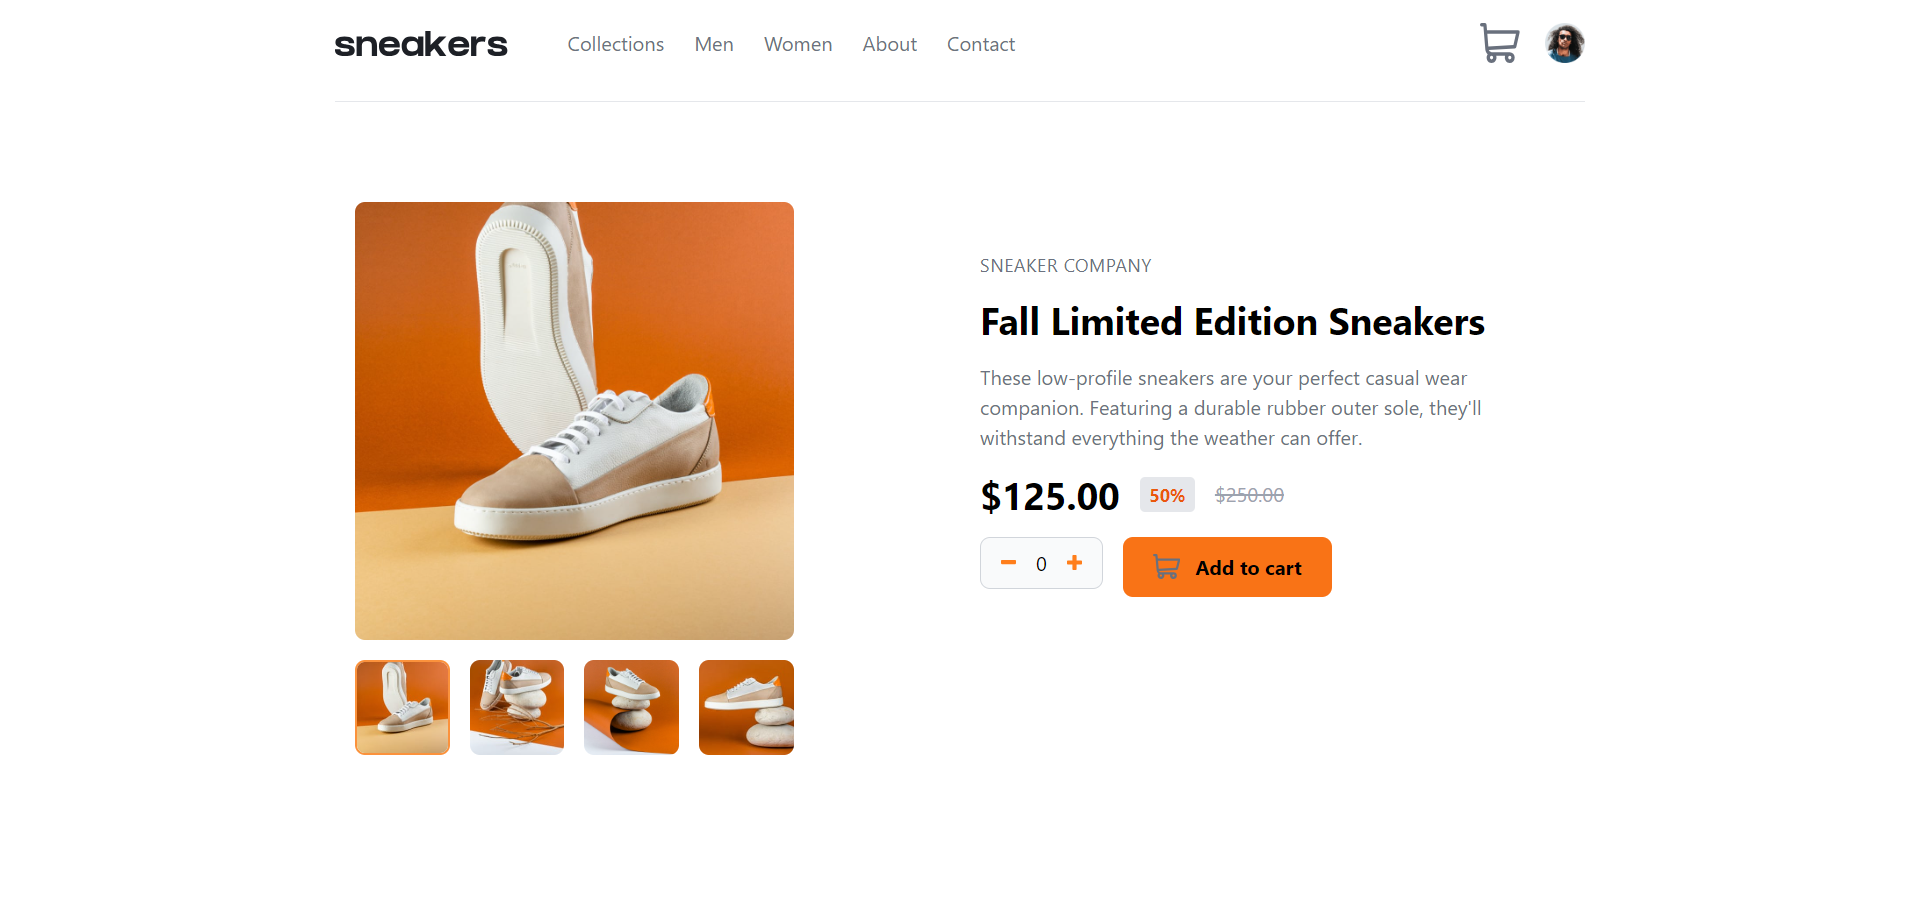 sneakers
Collections Men Women About Contact
SNEAKER COMPANY
Fall Limited Edition Sneakers
These low-profile sneakers are your perfect casual wear
companion. Featuring a durable rubber outer sole, they'll
withstand everything the weather can offer.
$125.00 50% $250.00
0 Add to cart